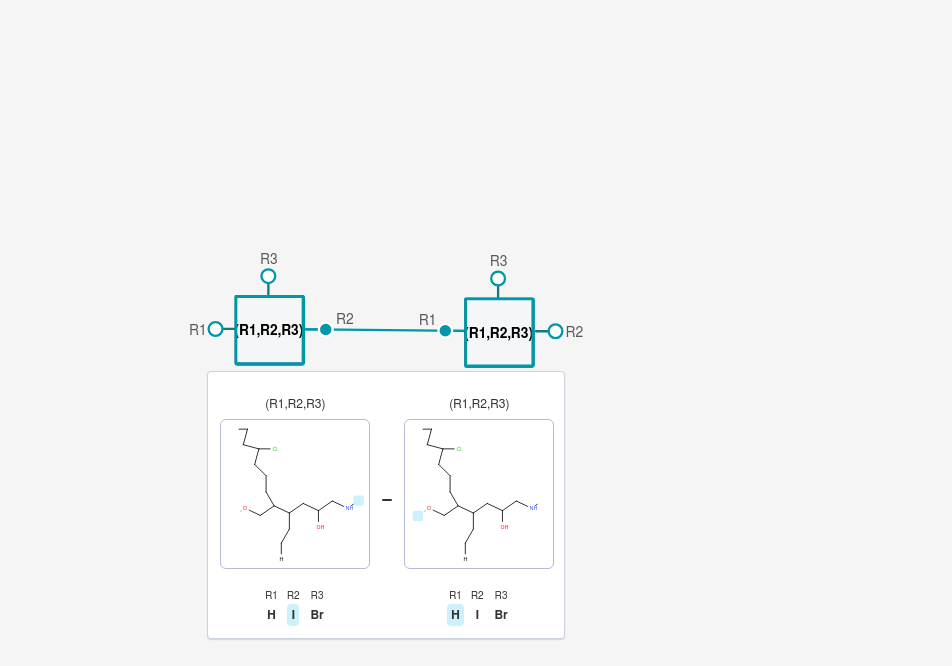 R3 R3
R1 (R1,R2,R3) R2 R1 (R1,R2,R3) R2
(R1,R2,R3) (R1,R2,R3)
Cl Cl
O NH O NH
OH OH
H H
R1 R2 R3 R1 R2 R3
H I Br H I Br